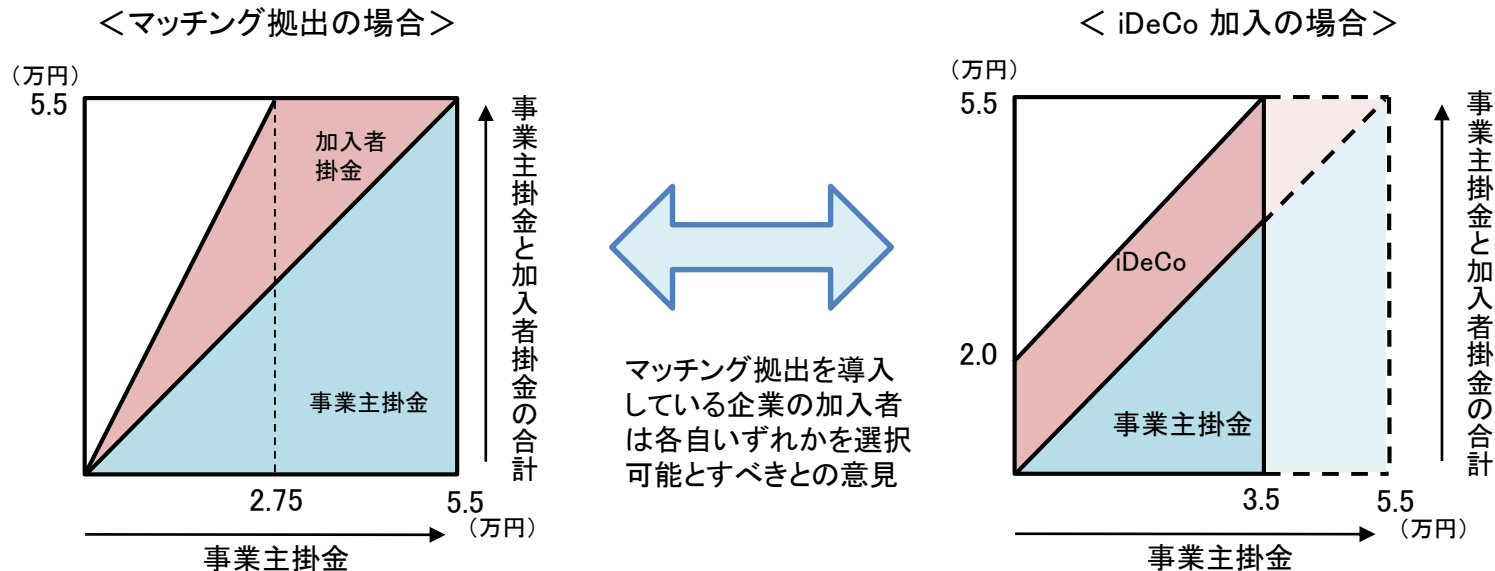 ＜マッチング拠出の場合＞
（万円）
5.5
加入者
掛金
事業主掛金
事業主掛金と加入者掛金の合計
2.75
5.5
（万円）
事業主掛金
マッチング拠出を導入
している企業の加入者
は各自いずれかを選択
可能とすべきとの意見
＜ iDeCo 加入の場合＞
（万円）
5.5
2.0
iDeCo
事業主掛金
事業主掛金と加入者掛金の合計
3.5
5.5
（万円）
事業主掛金